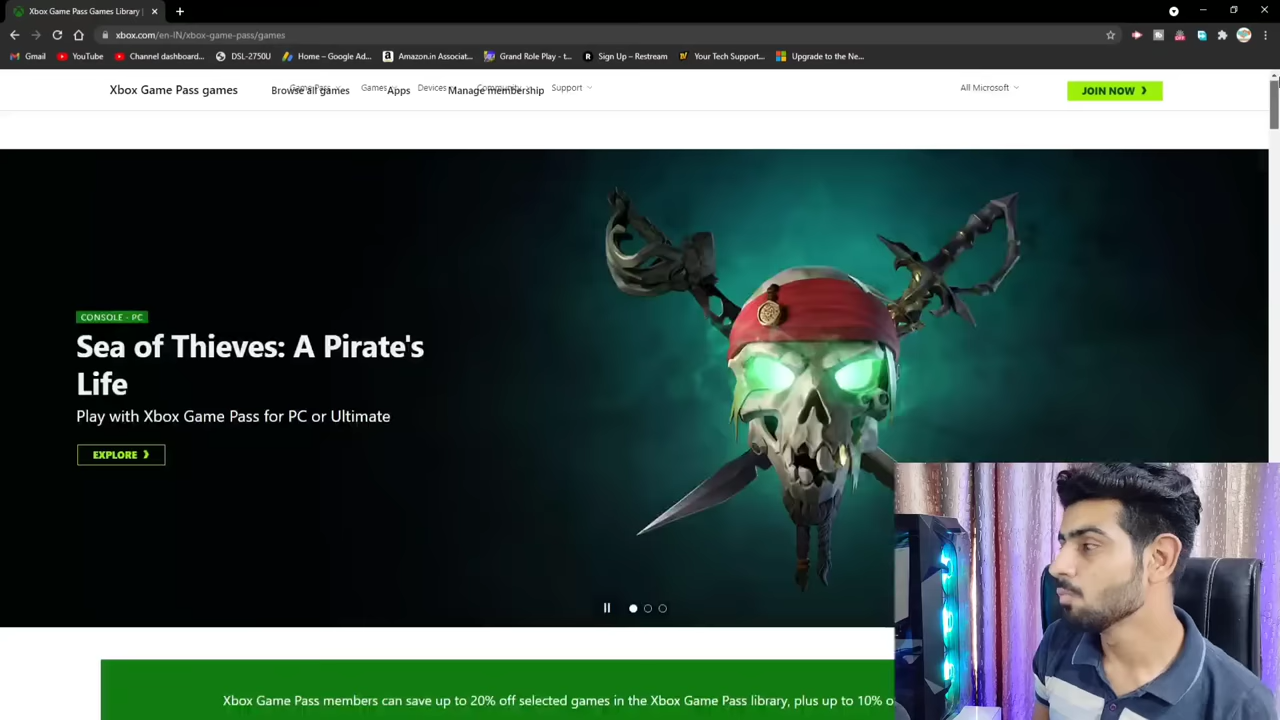 Xbox Game Pass Games Library |
xbox.com/en-IN/xbox-game-pass/games
Gmail YouTube Channel dashboard... DSL-2750U Home – Google Ad... Amazon.in Associat... Grand Role Play - t... Sign Up – Restream Your Tech Support... Upgrade to the Ne...
Xbox Game Pass games Browse all games Games Apps Devices Manage membership Support All Microsoft JOIN NOW
CONSOLE - PC
Sea of Thieves: A Pirate's
Life
Play with Xbox Game Pass for PC or Ultimate
EXPLORE
Xbox Game Pass members can save up to 20% off selected games in the Xbox Game Pass library, plus up to 10% o